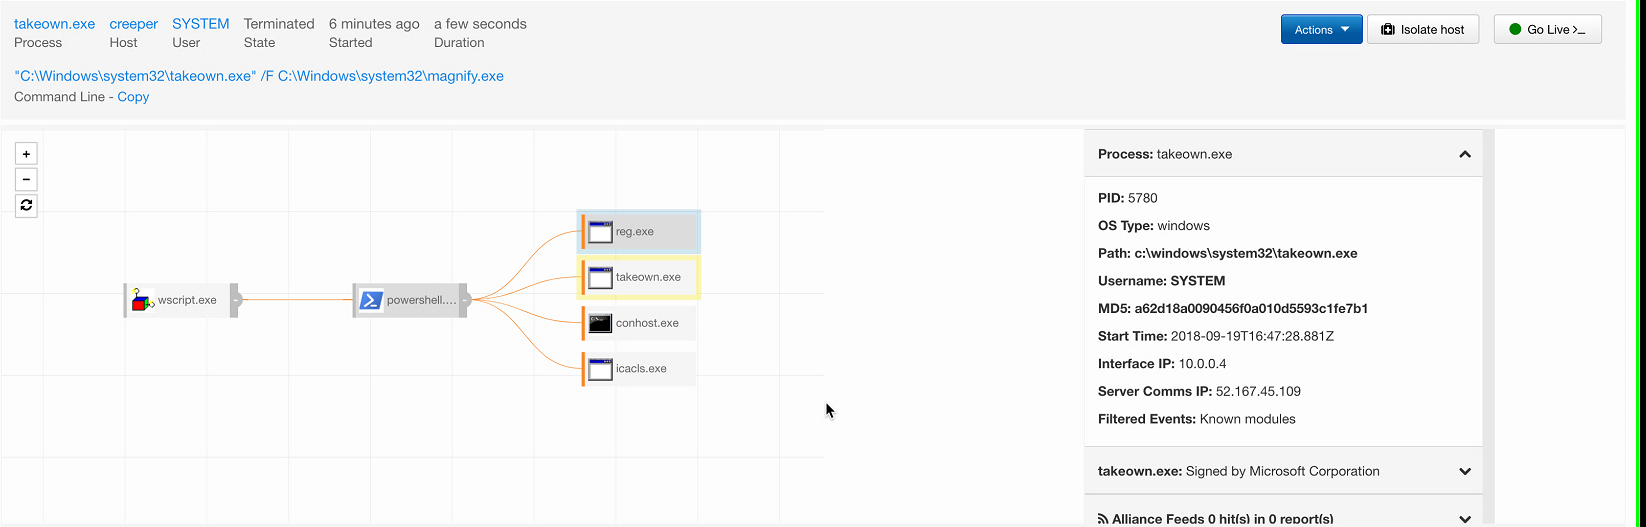 takeown.exe creeper SYSTEM Terminated 6 minutes ago a few seconds
Process Host User State Started Duration
Actions Isolate host Go Live >_
"C:\Windows\system32\takeown.exe" /F C:\Windows\system32\magnify.exe
Command Line - Copy
+
−
wscript.exe
powershell....
reg.exe
takeown.exe
conhost.exe
icacls.exe
Process: takeown.exe
PID: 5780
OS Type: windows
Path: c:\windows\system32\takeown.exe
Username: SYSTEM
MD5: a62d18a0090456f0a010d5593c1fe7b1
Start Time: 2018-09-19T16:47:28.881Z
Interface IP: 10.0.0.4
Server Comms IP: 52.167.45.109
Filtered Events: Known modules
takeown.exe: Signed by Microsoft Corporation
Alliance Feeds 0 hit(s) in 0 report(s)